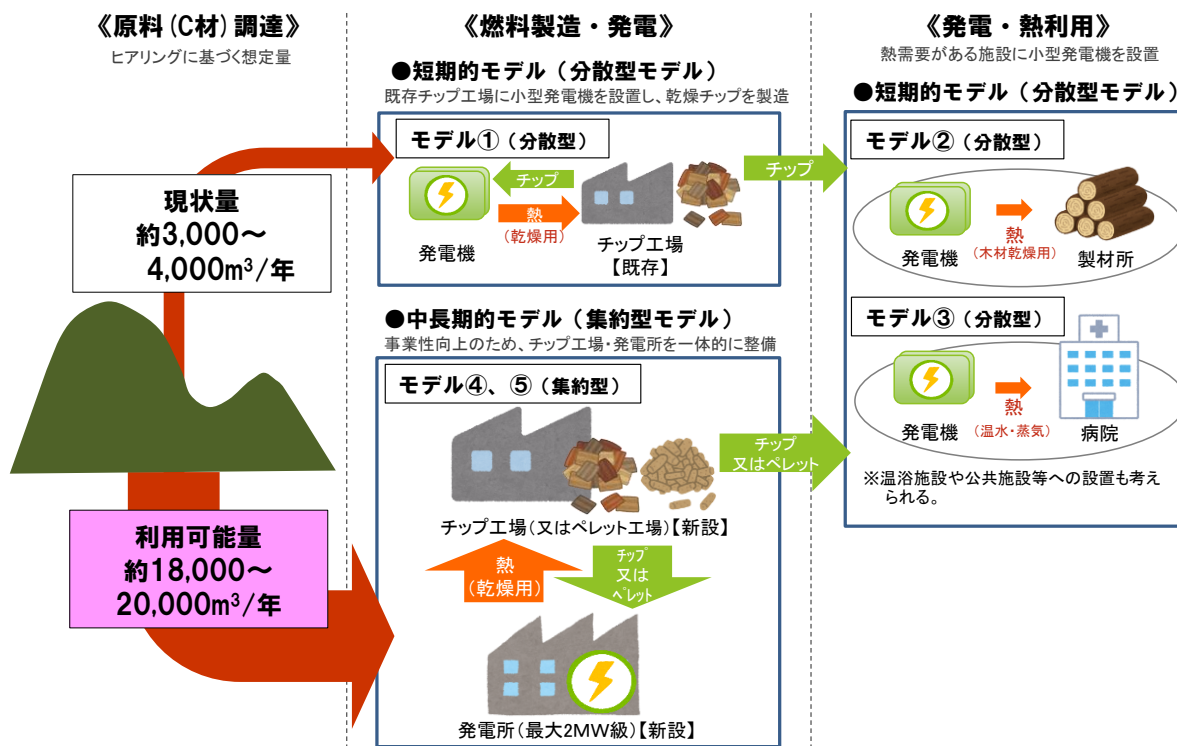 《原料(C材)調達》
ヒアリングに基づく想定量
現状量
約3,000～
4,000m³/年
利用可能量
約18,000～
20,000m³/年
《燃料製造・発電》
●短期的モデル（分散型モデル）
既存チップ工場に小型発電機を設置し、乾燥チップを製造
モデル①（分散型）
チップ
熱
（乾燥用）
発電機
チップ工場
【既存】
チップ
●中長期的モデル（集約型モデル）
事業性向上のため、チップ工場・発電所を一体的に整備
モデル④、⑤（集約型）
チップ工場（又はペレット工場）【新設】
熱
（乾燥用）
チップ
又は
ペレット
発電所（最大2MW級）【新設】
チップ
又はペレット
《発電・熱利用》
熱需要がある施設に小型発電機を設置
●短期的モデル（分散型モデル）
モデル②（分散型）
発電機
熱
（木材乾燥用）
製材所
モデル③（分散型）
発電機
熱
（温水・蒸気）
病院
※温浴施設や公共施設等への設置も考え
られる。